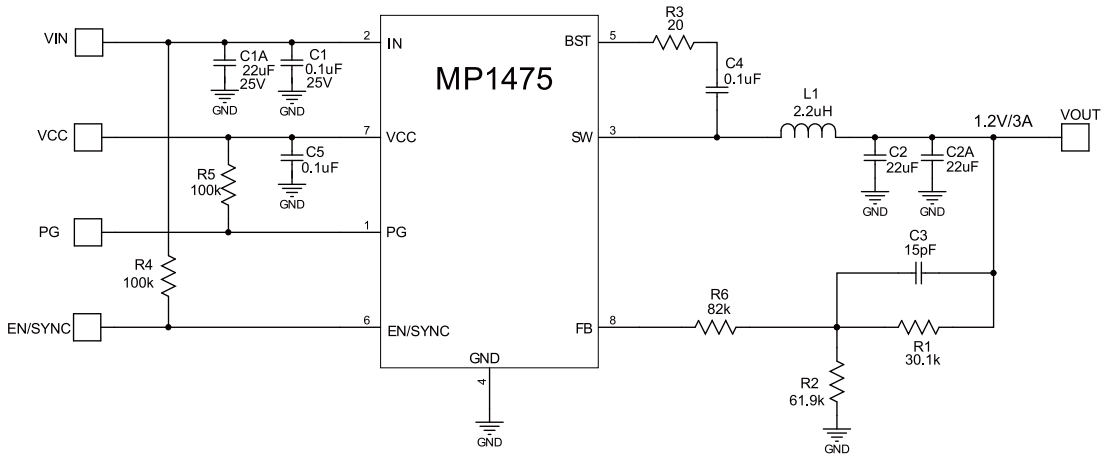 VIN
2
IN
C1A
22uF
25V
GND
C1
0.1uF
25V
GND
VCC
7
VCC
C5
0.1uF
GND
R5
100k
PG
1
PG
R4
100k
EN/SYNC
6
EN/SYNC
MP1475
GND
4
GND
BST
5
R3
20
C4
0.1uF
SW
3
L1
2.2uH
1.2V/3A
VOUT
C2
22uF
GND
C2A
22uF
GND
C3
15pF
FB
8
R6
82k
R1
30.1k
R2
61.9k
GND